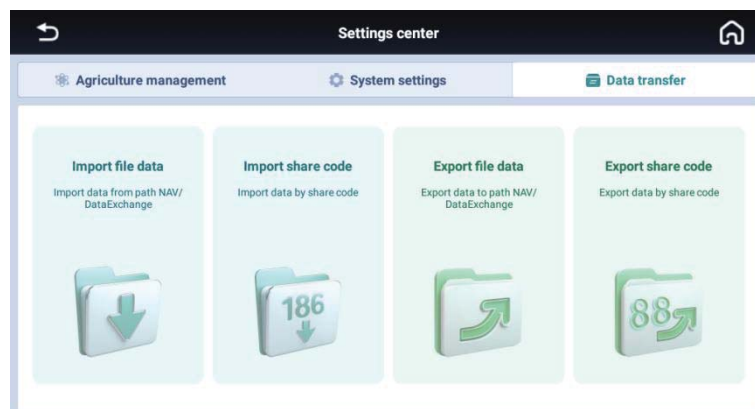 Settings center
Agriculture management
System settings
Data transfer
Import file data
Import data from path NAV/
DataExchange
Import share code
Import data by share code
186
Export file data
Export data to path NAV/
DataExchange
Export share code
Export data by share code
88